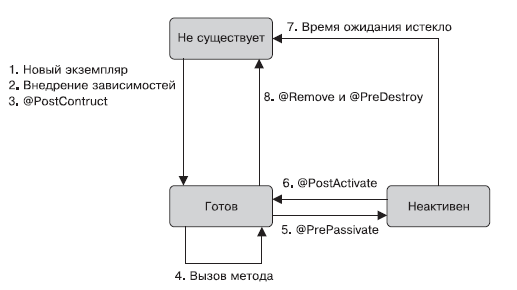 7. Время ожидания истекло
Не существует
1. Новый экземпляр
2. Внедрение зависимостей
3. @PostContruct
8. @Remove и @PreDestroy
6. @PostActivate
Готов
Неактивен
5. @PrePassivate
4. Вызов метода